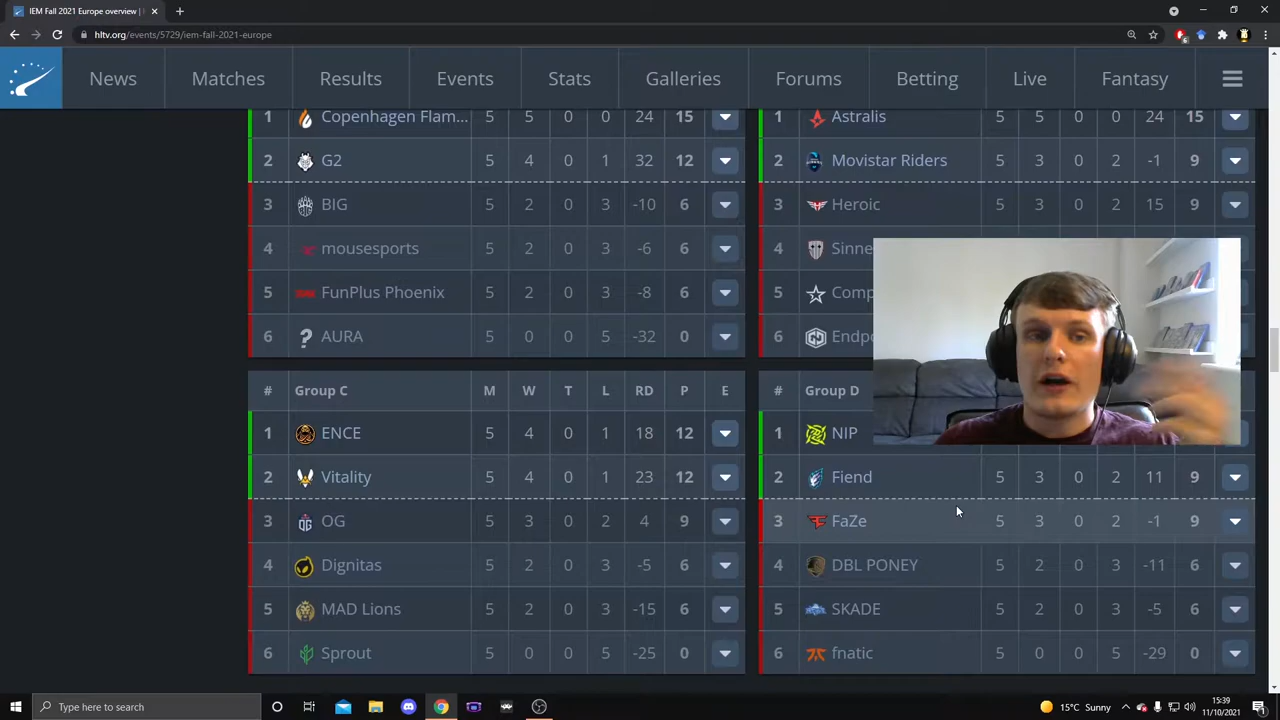 IEM Fall 2021 Europe overview |
hltv.org/events/5729/iem-fall-2021-europe
News Matches Results Events Stats Galleries Forums Betting Live Fantasy
1 Copenhagen Flam... 5 5 0 0 24 15
2 G2 5 4 0 1 32 12
3 BIG 5 2 0 3 -10 6
4 mousesports 5 2 0 3 -6 6
5 FunPlus Phoenix 5 2 0 3 -8 6
6 AURA 5 0 0 5 -32 0
1 Astralis 5 5 0 0 24 15
2 Movistar Riders 5 3 0 2 -1 9
3 Heroic 5 3 0 2 15 9
4 Sinne
5 Comp
6 Endp
# Group C M W T L RD P E
1 ENCE 5 4 0 1 18 12
2 Vitality 5 4 0 1 23 12
3 OG 5 3 0 2 4 9
4 Dignitas 5 2 0 3 -5 6
5 MAD Lions 5 2 0 3 -15 6
6 Sprout 5 0 0 5 -25 0
# Group D
1 NIP
2 Fiend 5 3 0 2 11 9
3 FaZe 5 3 0 2 -1 9
4 DBL PONEY 5 2 0 3 -11 6
5 SKADE 5 2 0 3 -5 6
6 fnatic 5 0 0 5 -29 0
Type here to search
15°C Sunny
15:39
11/10/2021